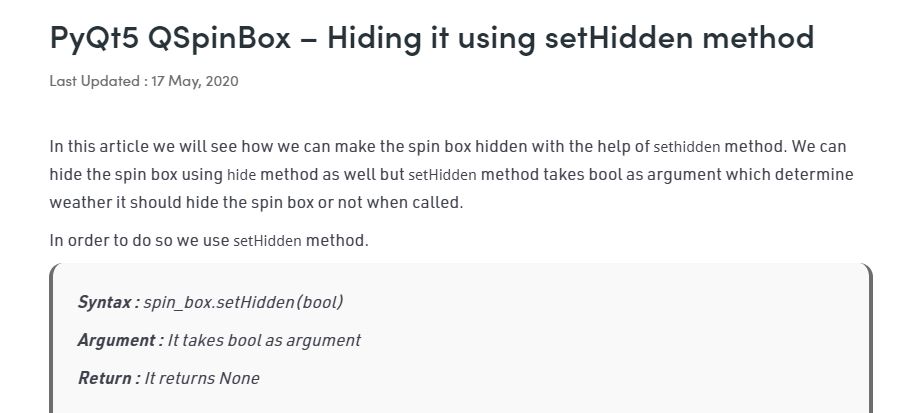 PyQt5 QSpinBox – Hiding it using setHidden method
Last Updated : 17 May, 2020
In this article we will see how we can make the spin box hidden with the help of sethidden method. We can
hide the spin box using hide method as well but setHidden method takes bool as argument which determine
weather it should hide the spin box or not when called.
In order to do so we use setHidden method.
Syntax : spin_box.setHidden(bool)
Argument : It takes bool as argument
Return : It returns None